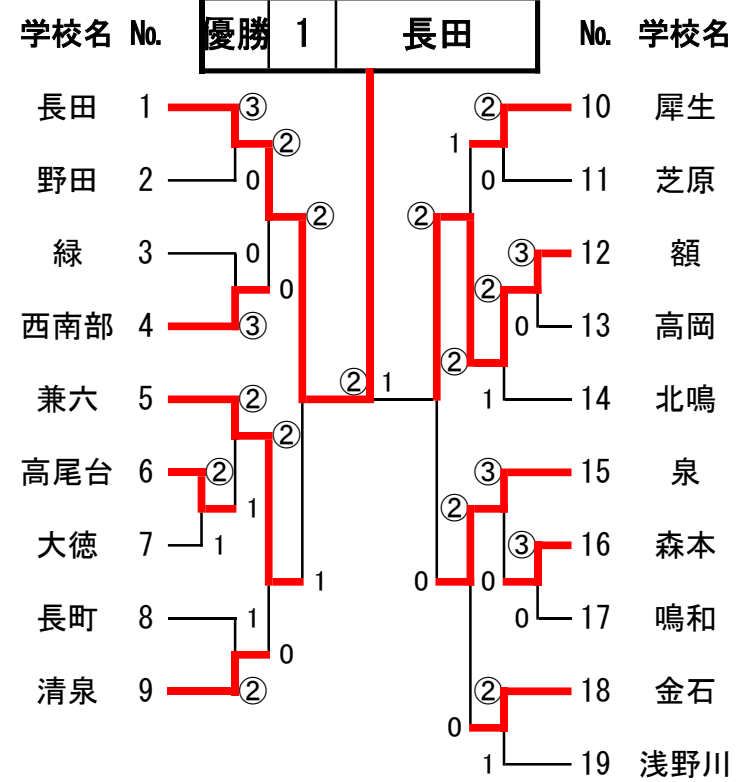 学校名 No. 優勝 1 長田 No. 学校名
長田 1 ③ ② 10 犀生
② 1
野田 2 0 0 11 芝原
② ②
緑 3 0 ③ 12 額
0 ②
西南部 4 ③ 0 13 高岡
② 1 ②
兼六 5 ② 1 14 北鳴
②
高尾台 6 ② ③ 15 泉
1 ②
大徳 7 1 ③ 16 森本
1 0 0
長町 8 1 0 17 鳴和
0
清泉 9 ② ② 18 金石
0
1 19 浅野川